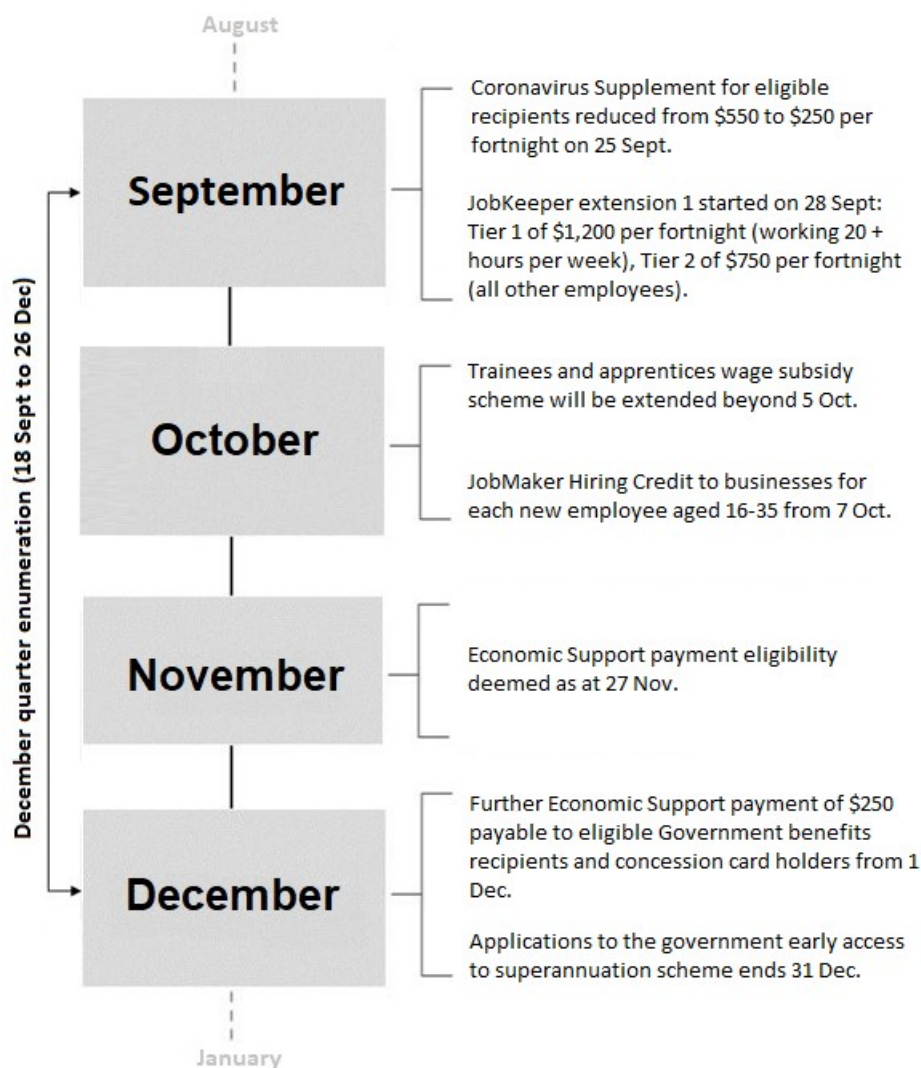 August
Coronavirus Supplement for eligible
recipients reduced from $550 to $250 per
fortnight on 25 Sept.
September
JobKeeper extension 1 started on 28 Sept:
Tier 1 of $1,200 per fortnight (working 20 +
hours per week), Tier 2 of $750 per fortnight
(all other employees).
December quarter enumeration (18 Sept to 26 Dec)
Trainees and apprentices wage subsidy
scheme will be extended beyond 5 Oct.
October
JobMaker Hiring Credit to businesses for
each new employee aged 16-35 from 7 Oct.
November
Economic Support payment eligibility
deemed as at 27 Nov.
Further Economic Support payment of $250
payable to eligible Government benefits
recipients and concession card holders from 1
Dec.
December
Applications to the government early access
to superannuation scheme ends 31 Dec.
January